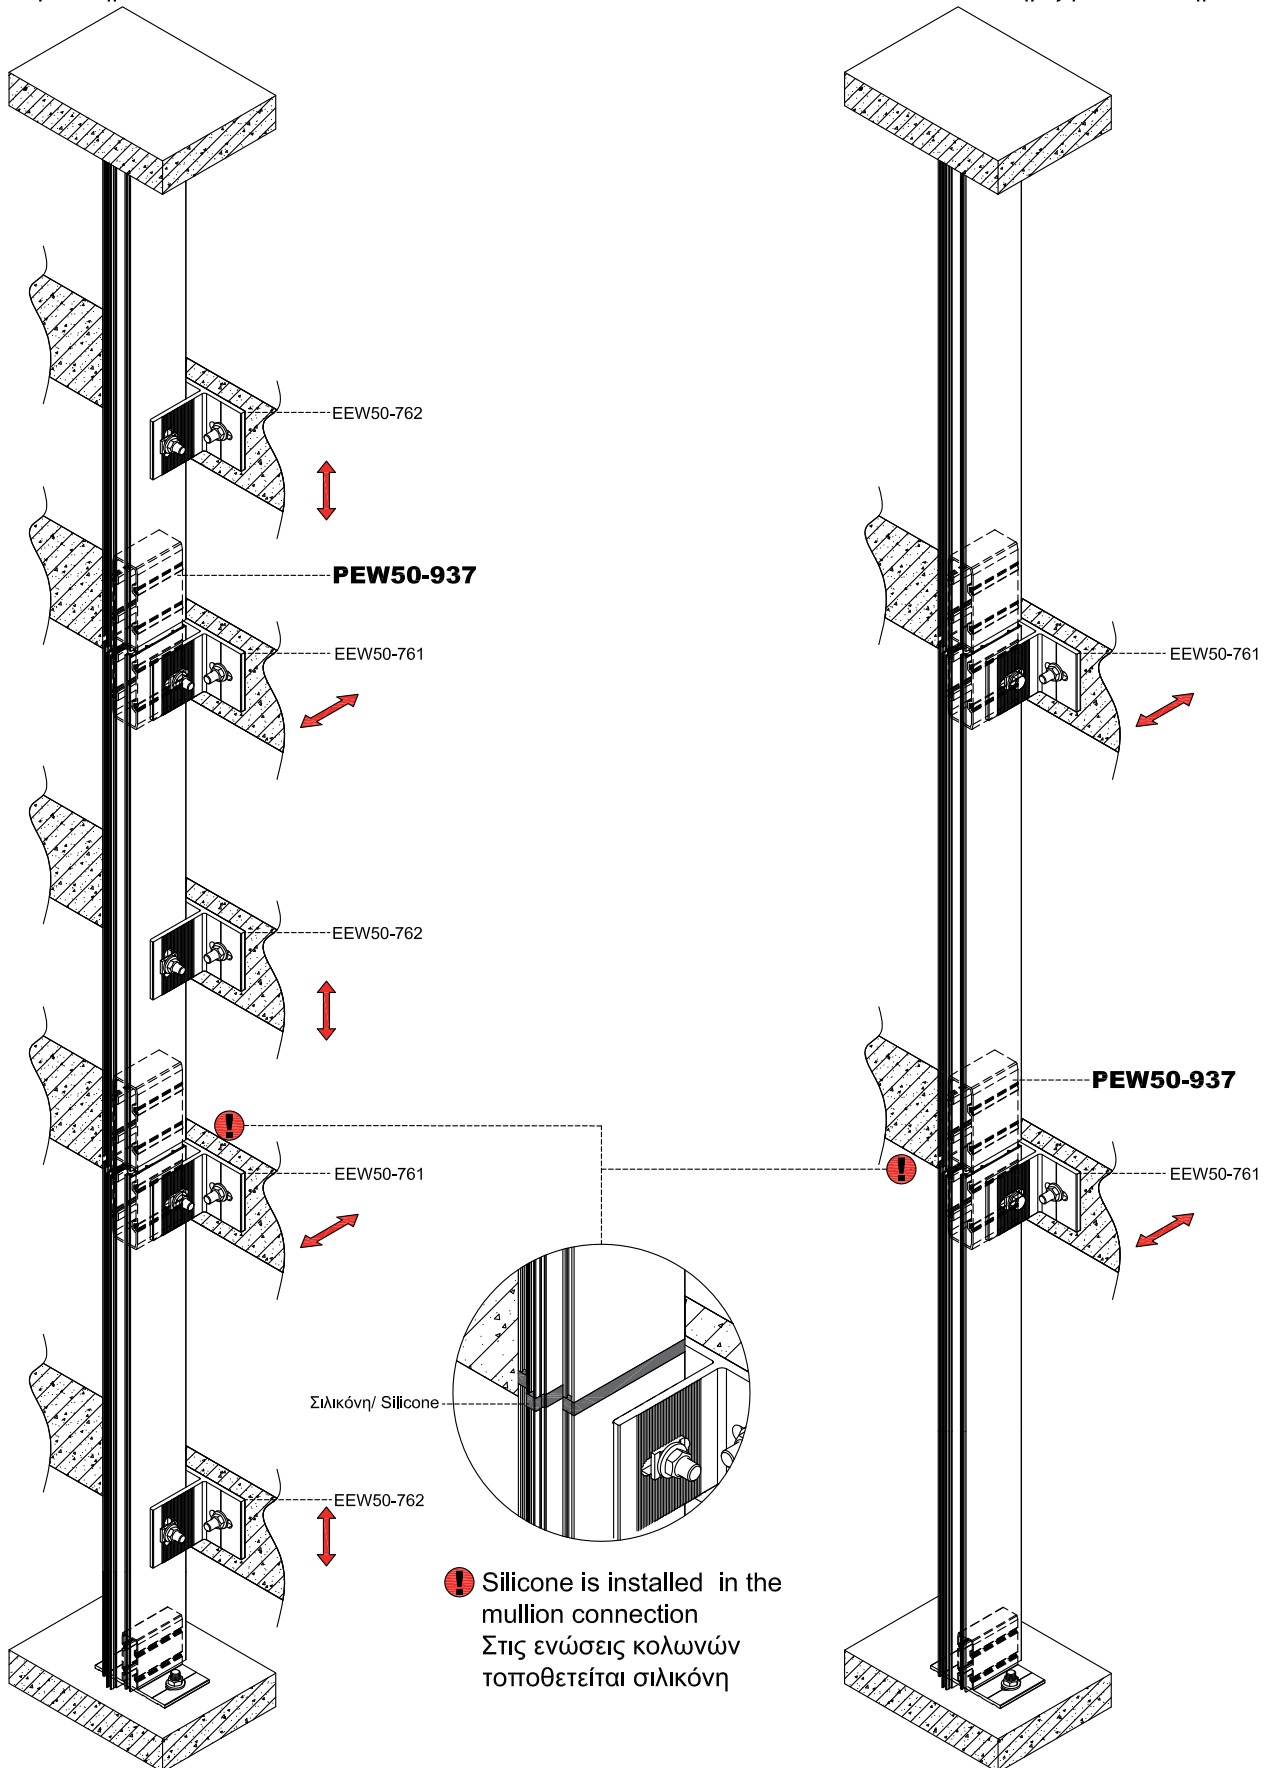 EEW50-762
PEW50-937
EEW50-761
EEW50-761
EEW50-762
PEW50-937
EEW50-761
EEW50-761
Σιλικόνη/ Silicone
EEW50-762
! Silicone is installed in the
mullion connection
Στις ενώσεις κολωνών
τοποθετείται σιλικόνη